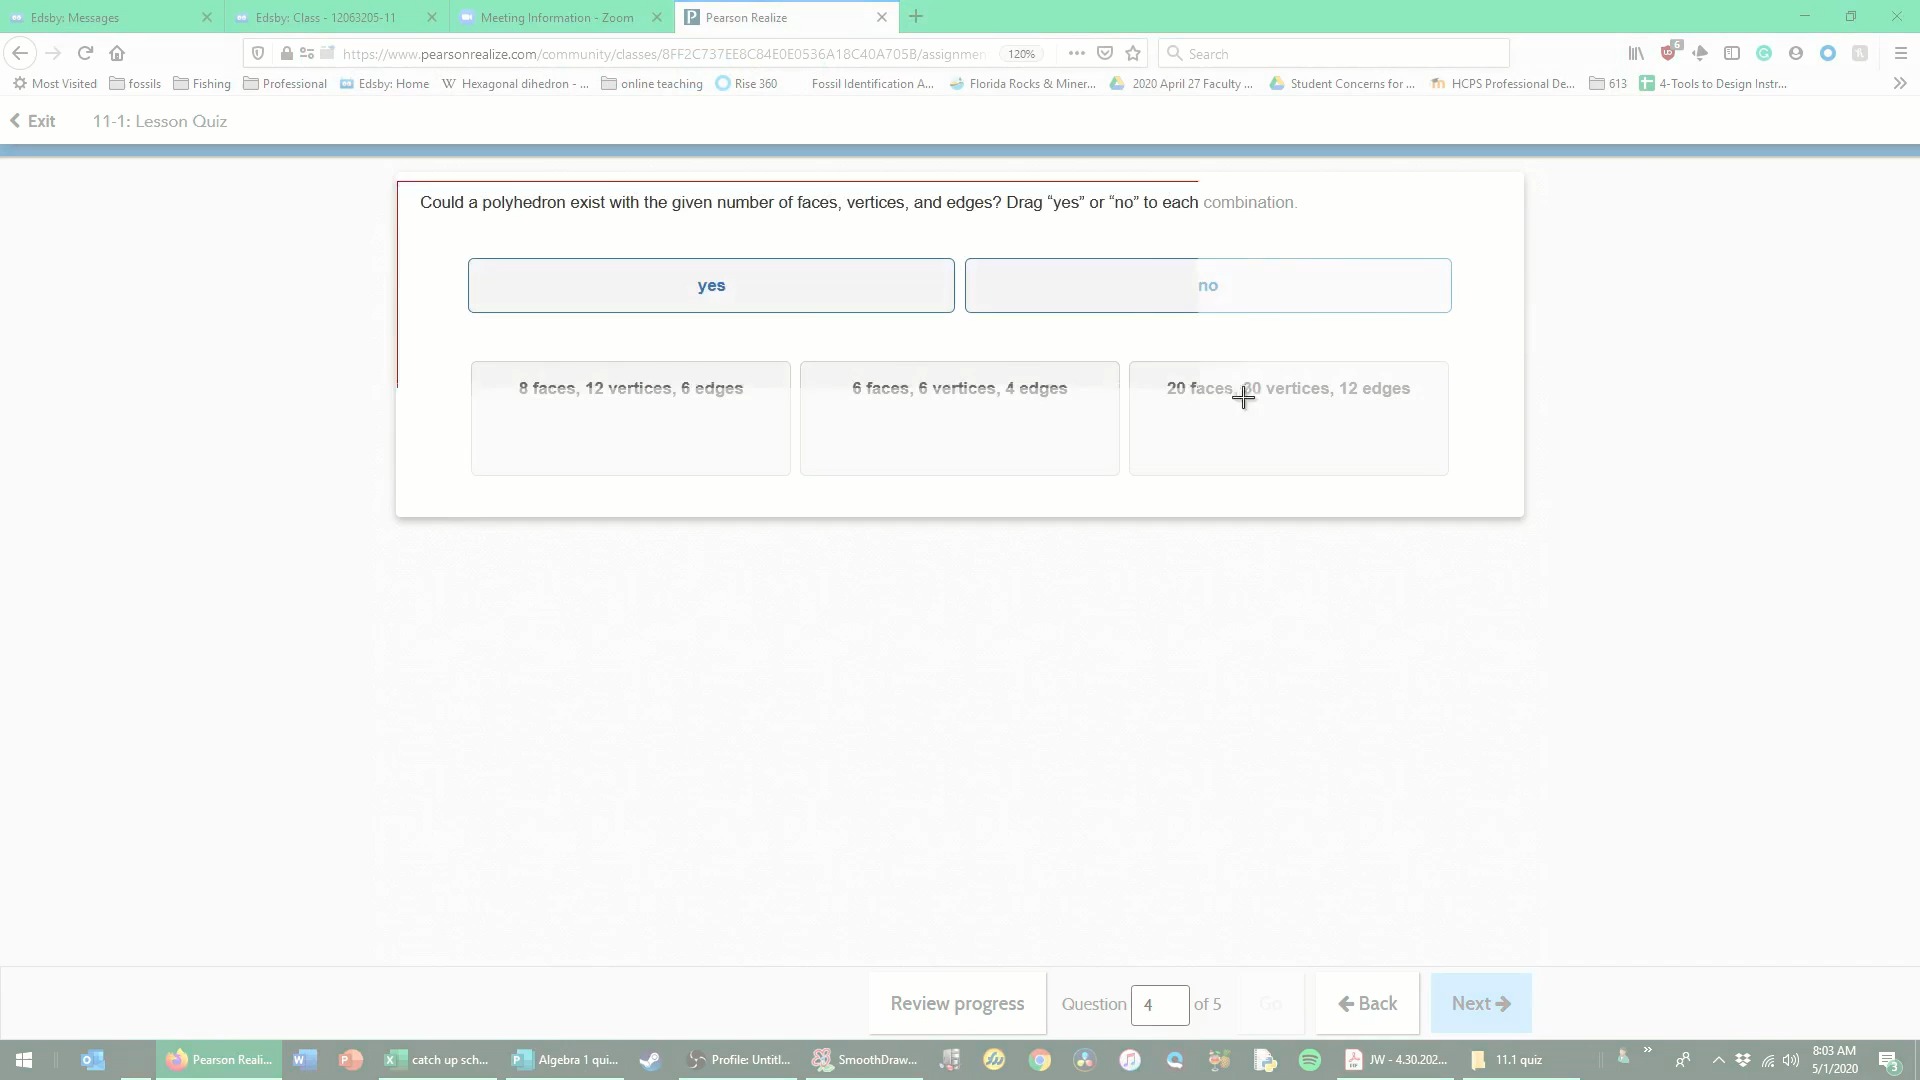 Edsby: Messages
Edsby: Class - 12063205-11
Meeting Information - Zoom
Pearson Realize
https://www.pearsonrealize.com/community/classes/8FF2C737EE8C84E0E0536A18C40A705B/assignmen
120%
Search
6
Most Visited
fossils
Fishing
Professional
Edsby: Home
Hexagonal dihedron - ...
online teaching
Rise 360
Fossil Identification A...
Florida Rocks & Miner...
2020 April 27 Faculty ...
Student Concerns for ...
HCPS Professional De...
613
4-Tools to Design Instr...
Exit
11-1: Lesson Quiz
Could a polyhedron exist with the given number of faces, vertices, and edges? Drag “yes” or “no” to each combination.
yes
no
8 faces, 12 vertices, 6 edges
6 faces, 6 vertices, 4 edges
20 faces, 30 vertices, 12 edges
Review progress
Question 4 of 5
Go
Back
Next
Pearson Reali...
catch up sch...
Algebra 1 qui...
Profile: Untitl...
SmoothDraw...
JW - 4.30.202...
11.1 quiz
8:03 AM
5/1/2020
3